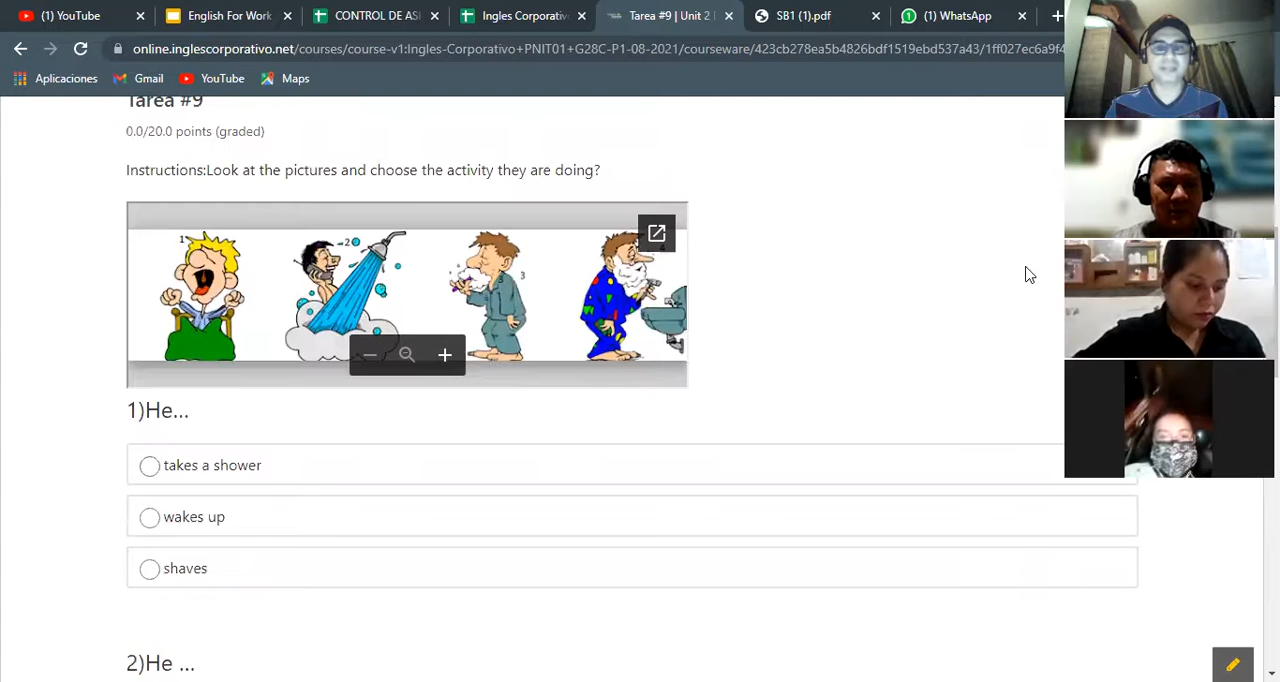 (1) YouTube
English For Work
CONTROL DE ASI
Ingles Corporativ
Tarea #9 | Unit 2
SB1 (1).pdf
(1) WhatsApp
online.inglescorporativo.net/courses/course-v1:Ingles-Corporativo+PNIT01+G28C-P1-08-2021/courseware/423cb278ea5b4826bdf1519ebd537a43/1ff027ec6a9f4
Aplicaciones
Gmail
YouTube
Maps
Tarea #9
0.0/20.0 points (graded)
Instructions:Look at the pictures and choose the activity they are doing?
1
2
3
4
1)He...
takes a shower
wakes up
shaves
2)He ...